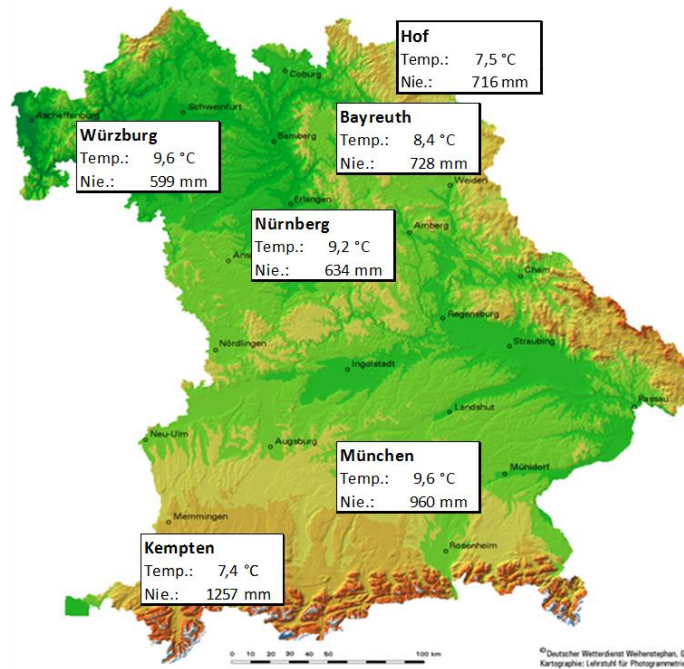 Hof
Temp.: 7,5 °C
Nie.: 716 mm
Coburg
Aschaffenburg
Schweinfurt
Bayreuth
Temp.: 8,4 °C
Nie.: 728 mm
Würzburg
Temp.: 9,6 °C
Nie.: 599 mm
Bamberg
Weiden
Erlangen
Nürnberg
Temp.: 9,2 °C
Nie.: 634 mm
Amberg
Ans
Cham
Regensburg
Straubing
Nördlingen
Ingolstadt
Passau
Landshut
Neu-Ulm
Augsburg
München
Temp.: 9,6 °C
Nie.: 960 mm
Mühldorf
Memmingen
Kempten
Temp.: 7,4 °C
Nie.: 1257 mm
Rosenheim
0 10 20 30 40 50 100 km
© Deutscher Wetterdienst Weihenstephan, G
Kartographie: Lehrstuhl für Photogrammetri